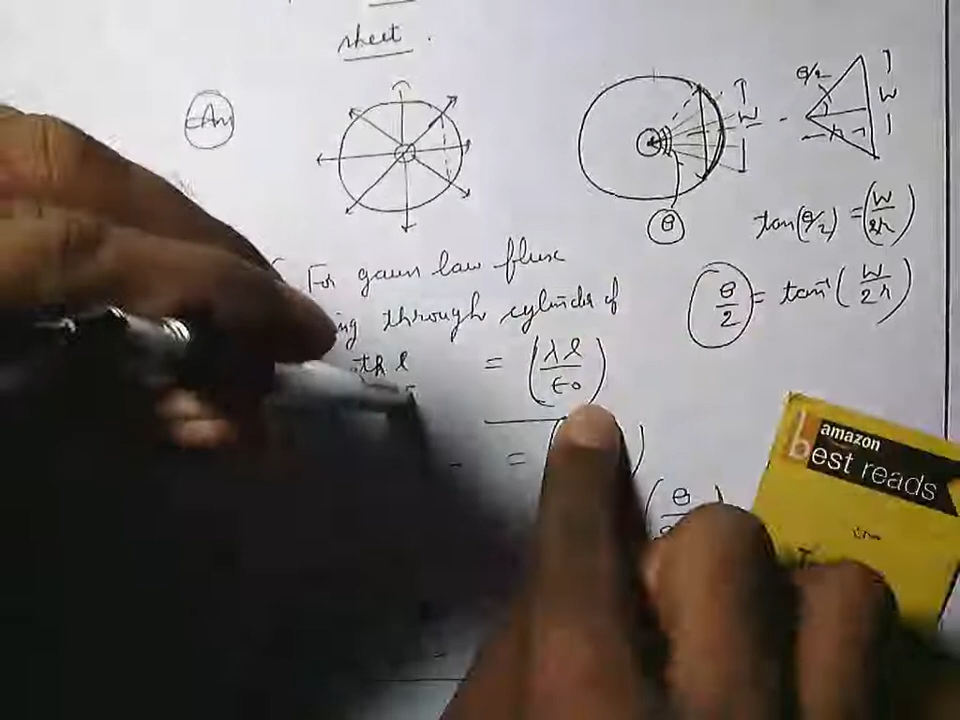 sheet.
Ans
W
θ
θ/2
W
tan(θ/2) = (W/2r)
θ/2 = tan⁻¹(W/2r)
For gauss law flux
through cylinder of
l = (λl/ε₀)
=
θ
amazon
best reads